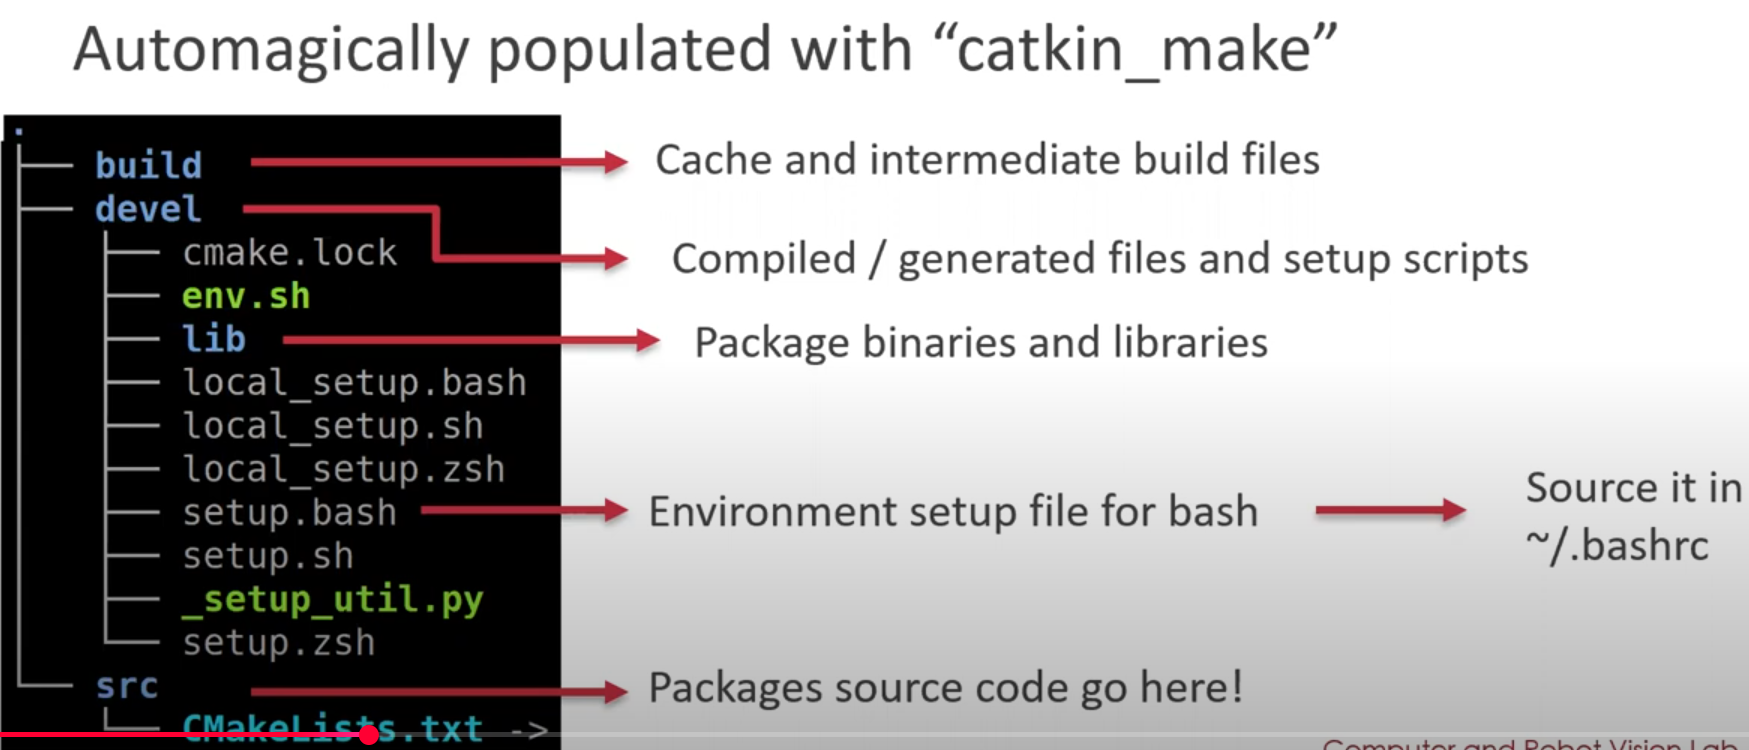 Automagically populated with “catkin_make”
.
build
Cache and intermediate build files
devel
cmake.lock
Compiled / generated files and setup scripts
env.sh
lib
Package binaries and libraries
local_setup.bash
local_setup.sh
local_setup.zsh
setup.bash
Environment setup file for bash
Source it in
~/.bashrc
setup.sh
_setup_util.py
setup.zsh
src
Packages source code go here!
CMakeLists.txt ->
Computer and Robot Vision Lab